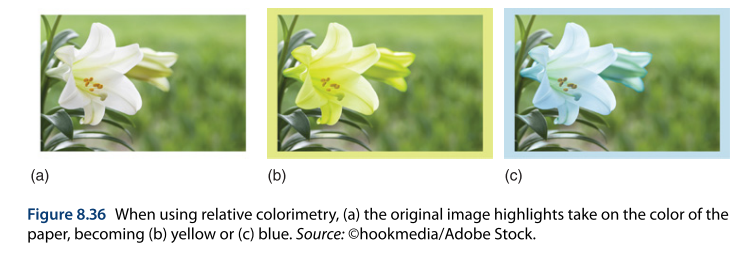 (a) (b) (c)
Figure 8.36 When using relative colorimetry, (a) the original image highlights take on the color of the
paper, becoming (b) yellow or (c) blue. Source: ©hookmedia/Adobe Stock.